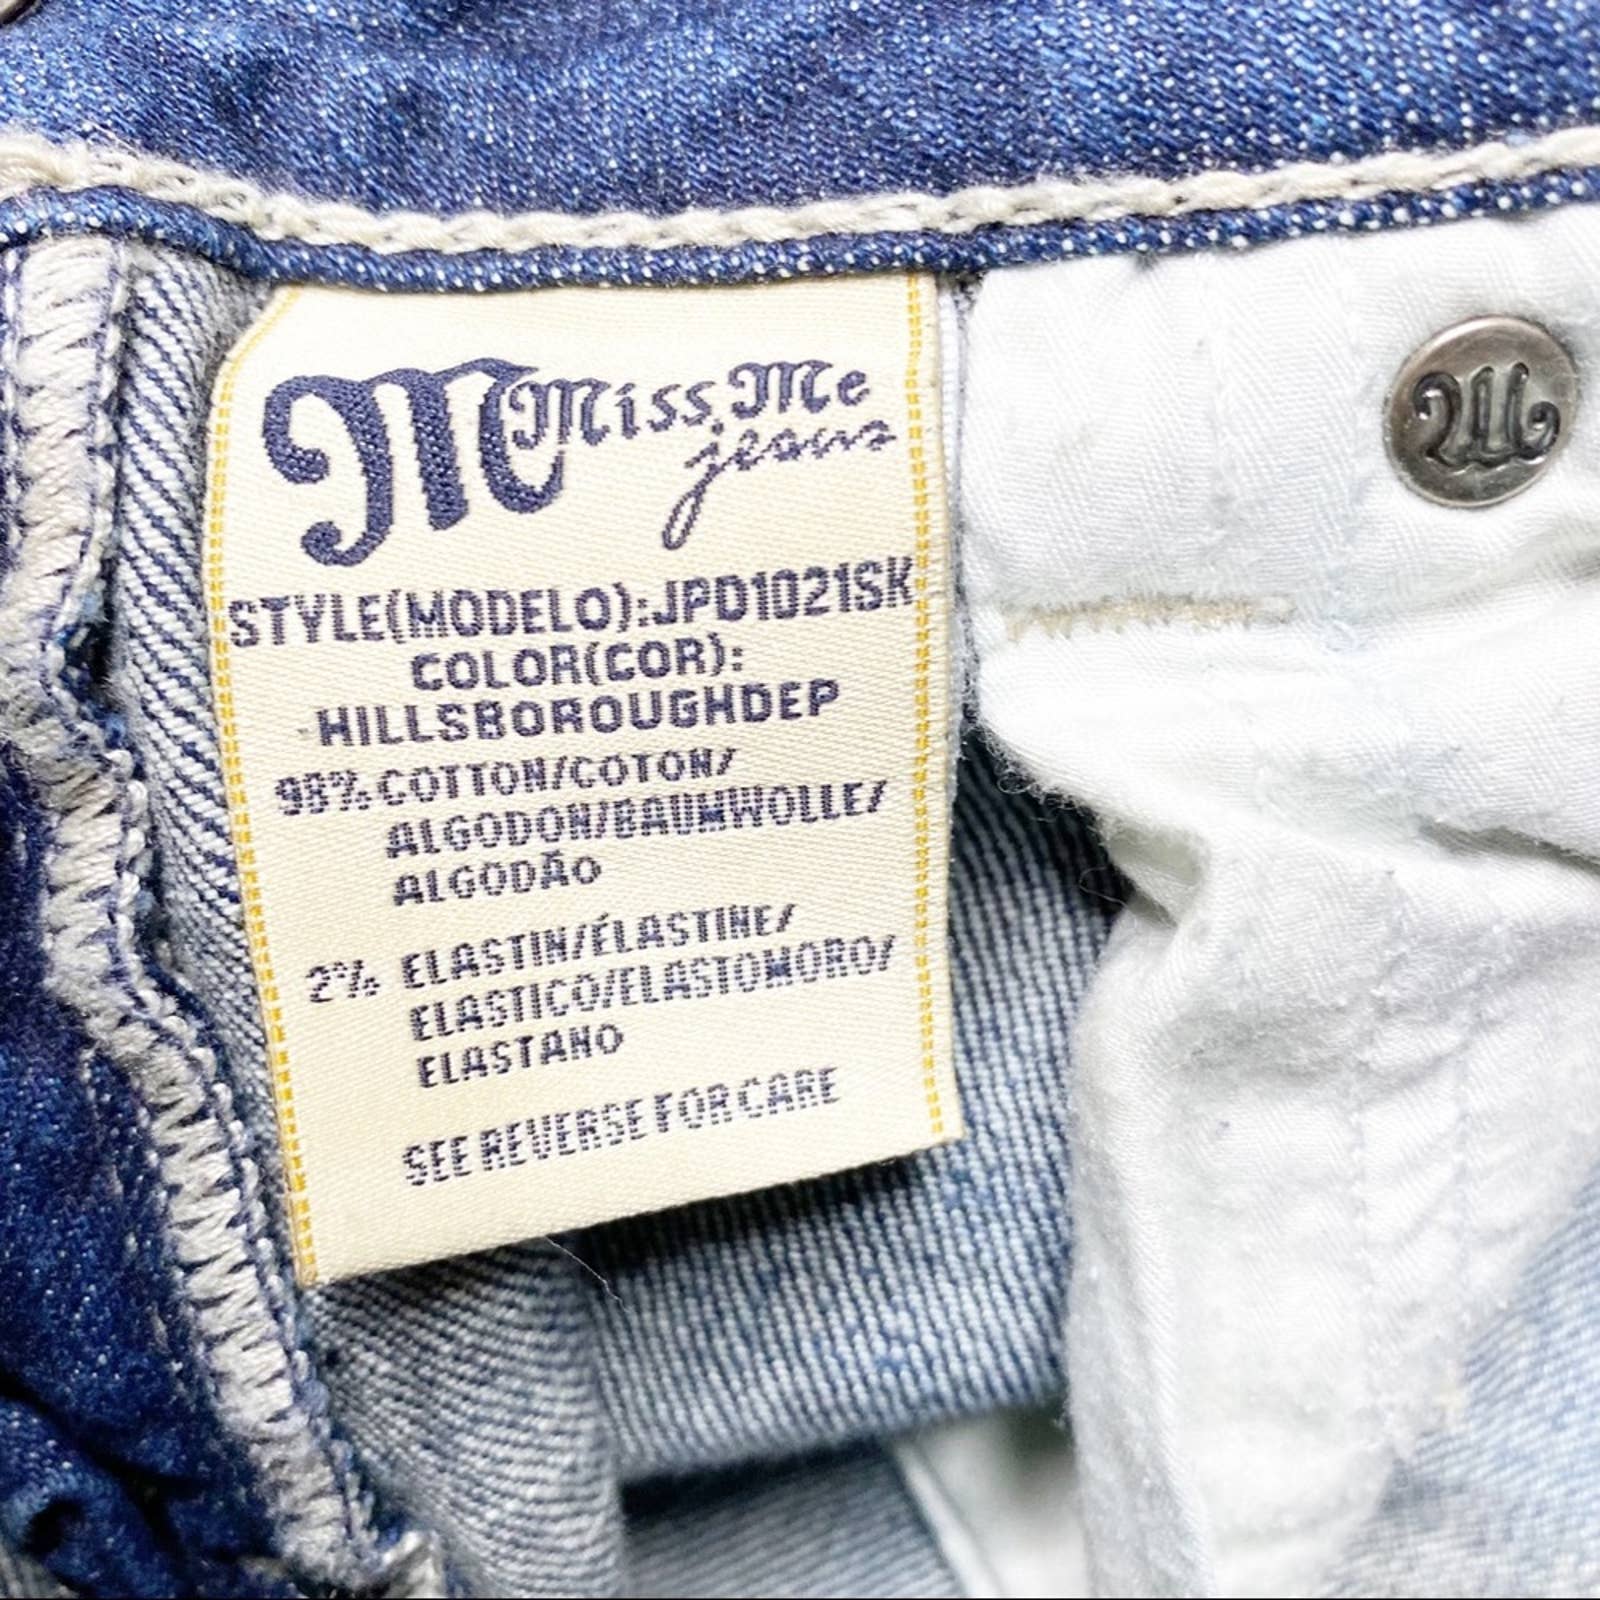 M Miss Me
jeans
STYLE(MODELO):JPD1021SK
COLOR(COR):
HILLSBOROUGHDEP
98% COTTON/COTON/
ALGODON/BAUMWOLLE/
ALGODÃO
2% ELASTIN/ÉLASTINE/
ELASTICO/ELASTOMORO/
ELASTANO
SEE REVERSE FOR CARE
M